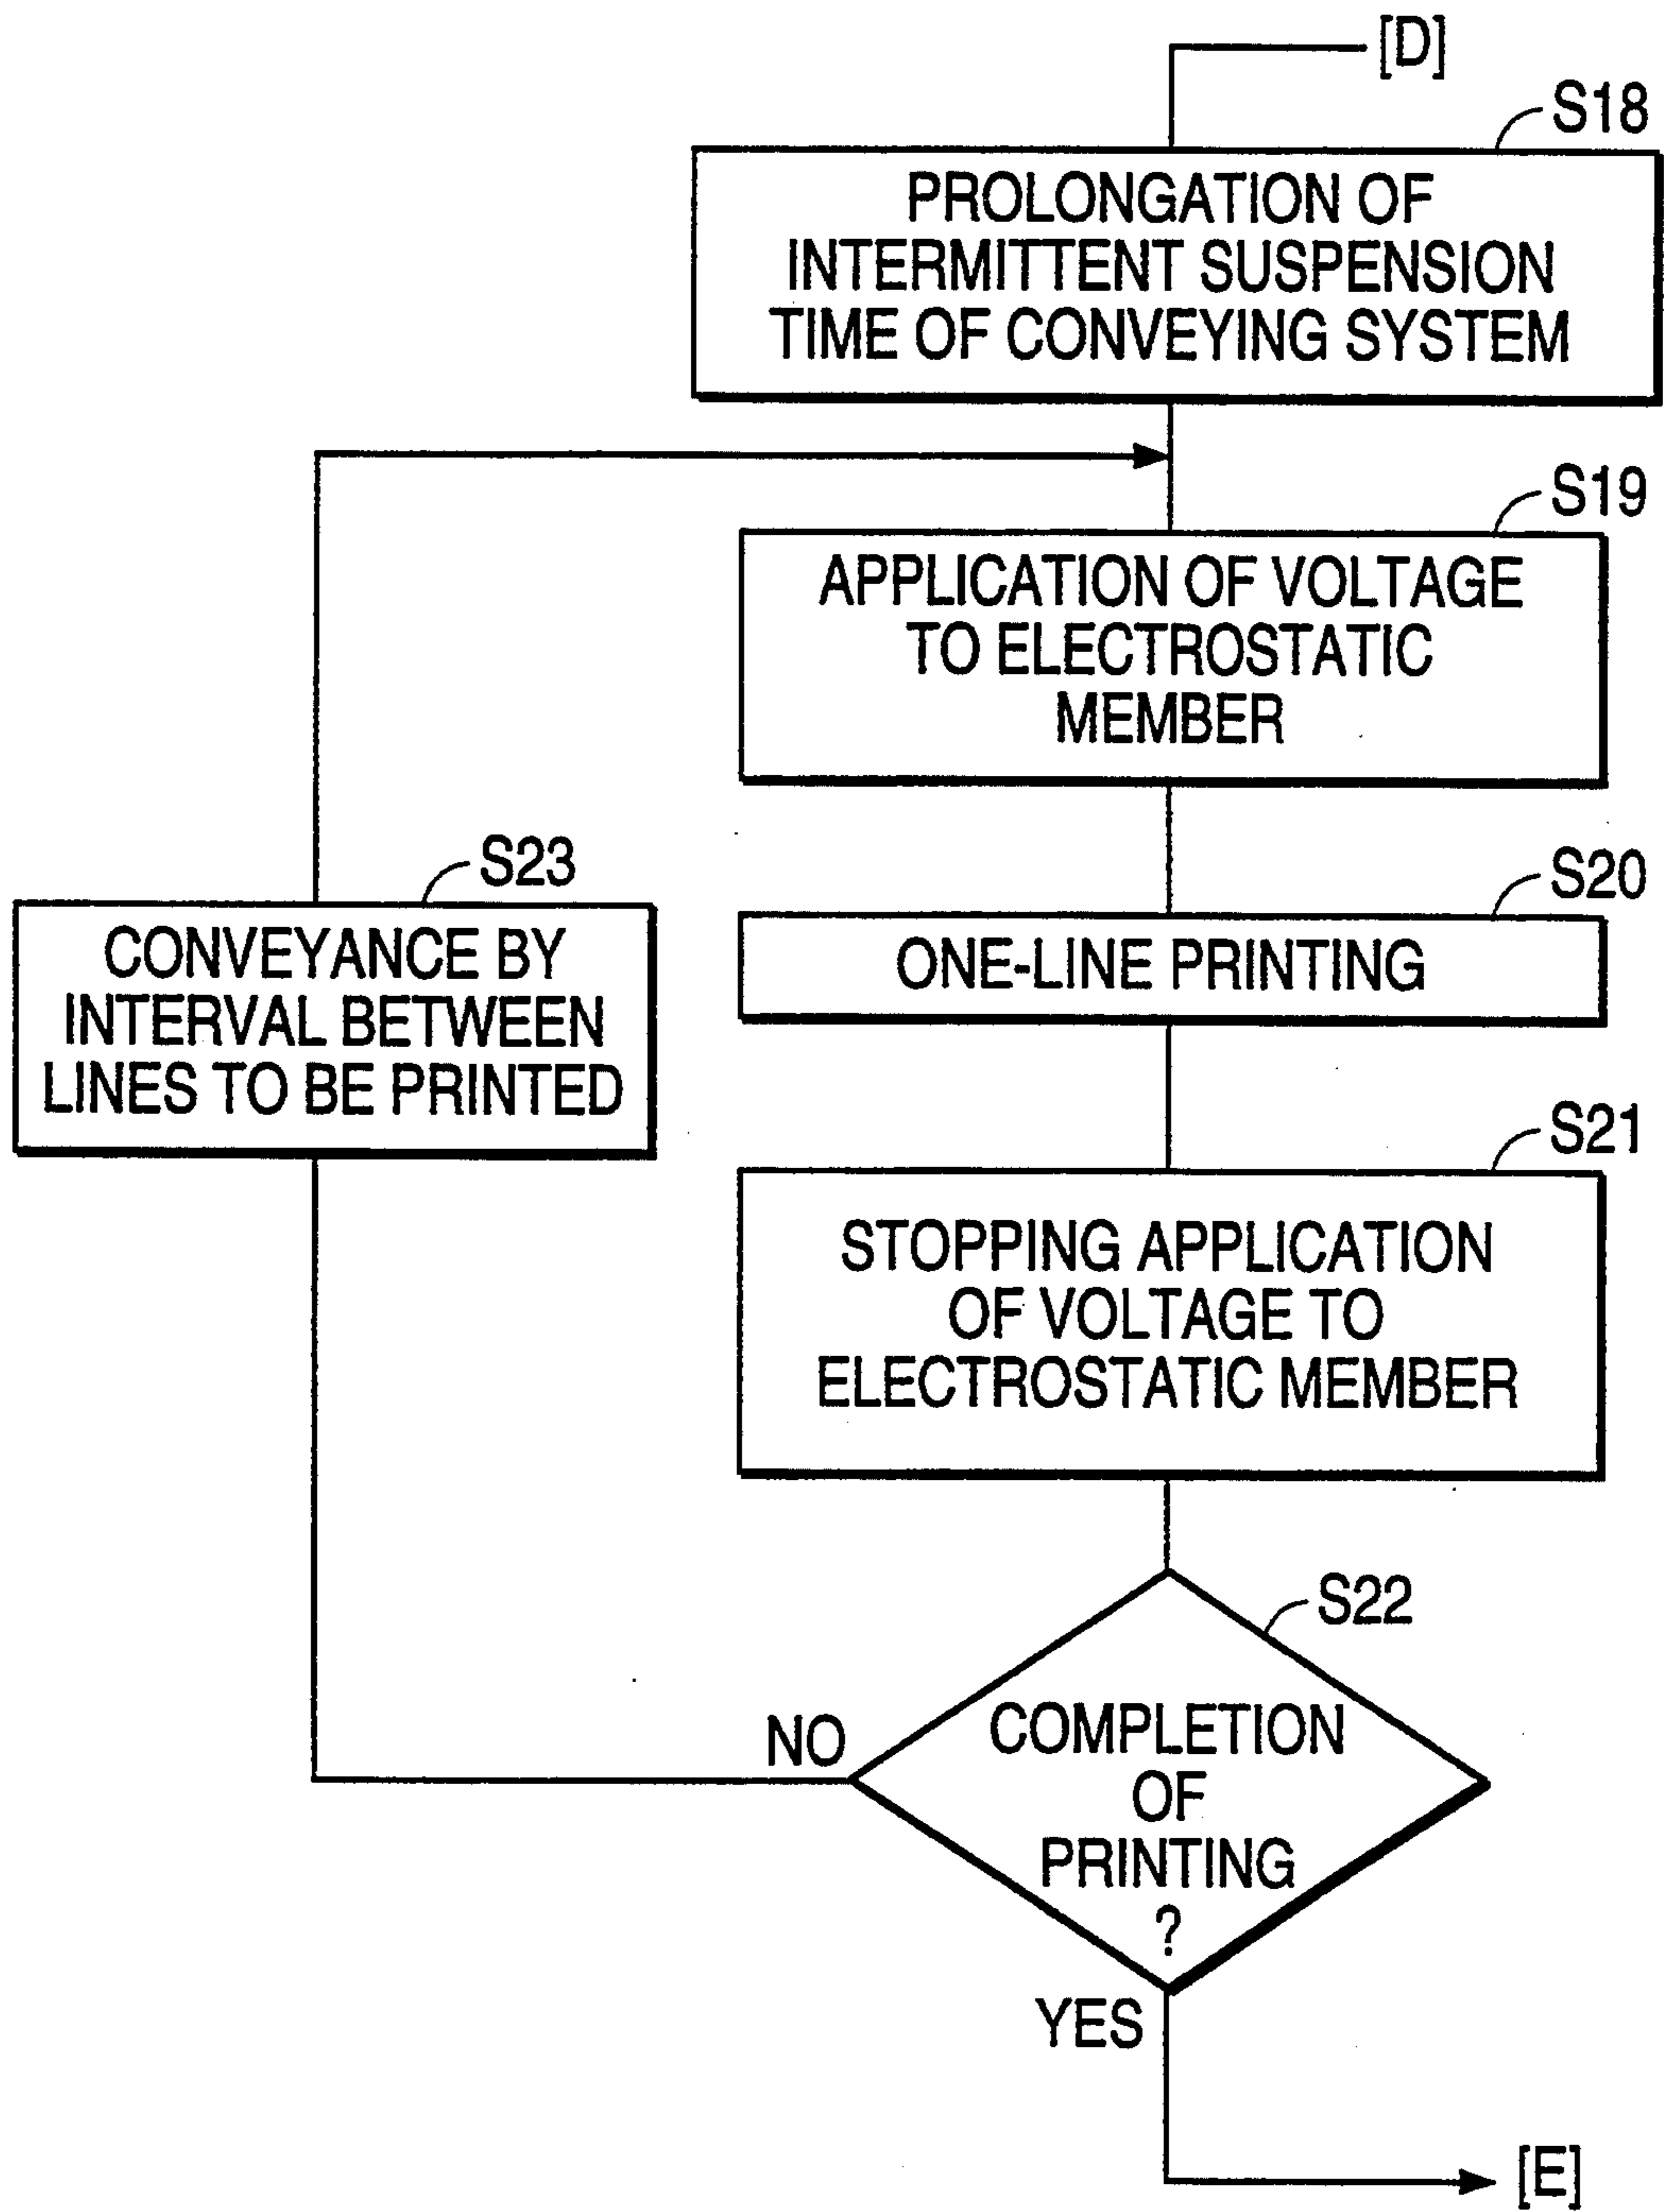 [D]
S18
PROLONGATION OF
INTERMITTENT SUSPENSION
TIME OF CONVEYING SYSTEM
S19
APPLICATION OF VOLTAGE
TO ELECTROSTATIC
MEMBER
S23
CONVEYANCE BY
INTERVAL BETWEEN
LINES TO BE PRINTED
S20
ONE-LINE PRINTING
S21
STOPPING APPLICATION
OF VOLTAGE TO
ELECTROSTATIC MEMBER
S22
COMPLETION
OF
PRINTING
?
NO
YES
[E]